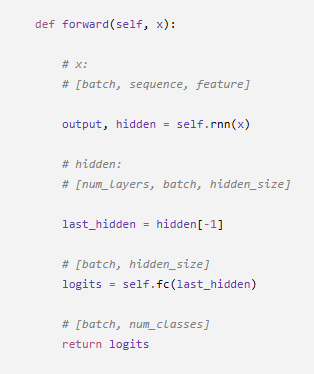 def forward(self, x):
# x:
# [batch, sequence, feature]
output, hidden = self.rnn(x)
# hidden:
# [num_layers, batch, hidden_size]
last_hidden = hidden[-1]
# [batch, hidden_size]
logits = self.fc(last_hidden)
# [batch, num_classes]
return logits